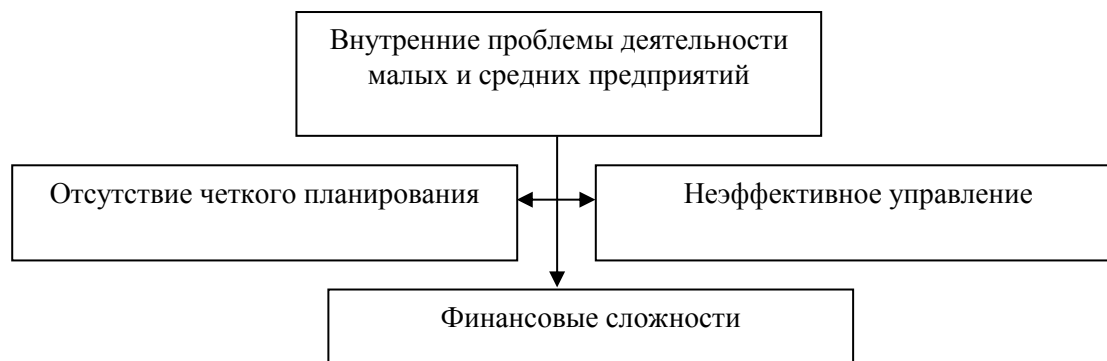 Внутренние проблемы деятельности
малых и средних предприятий
Отсутствие четкого планирования
Неэффективное управление
Финансовые сложности